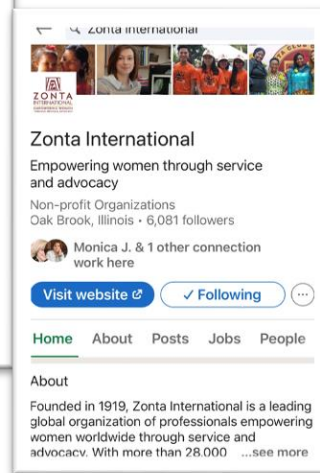 Zonta International
ZONTA
INTERNATIONAL
Zonta International
Empowering women through service
and advocacy
Non-profit Organizations
Oak Brook, Illinois • 6,081 followers
Monica J. & 1 other connection
work here
Visit website
✓ Following
...
Home About Posts Jobs People
About
Founded in 1919, Zonta International is a leading
global organization of professionals empowering
women worldwide through service and
advocacy. With more than 28,000 ...see more